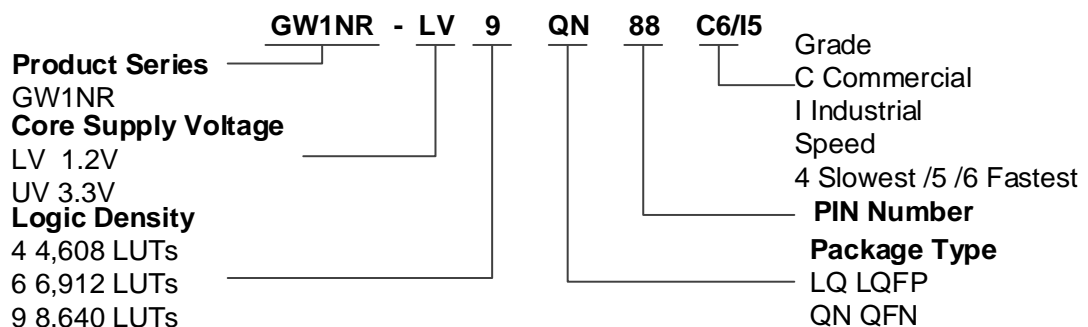 GW1NR - LV 9 QN 88 C6/I5
Product Series
GW1NR
Core Supply Voltage
LV 1.2V
UV 3.3V
Logic Density
4 4,608 LUTs
6 6,912 LUTs
9 8,640 LUTs
Grade
C Commercial
I Industrial
Speed
4 Slowest /5 /6 Fastest
PIN Number
Package Type
LQ LQFP
QN QFN